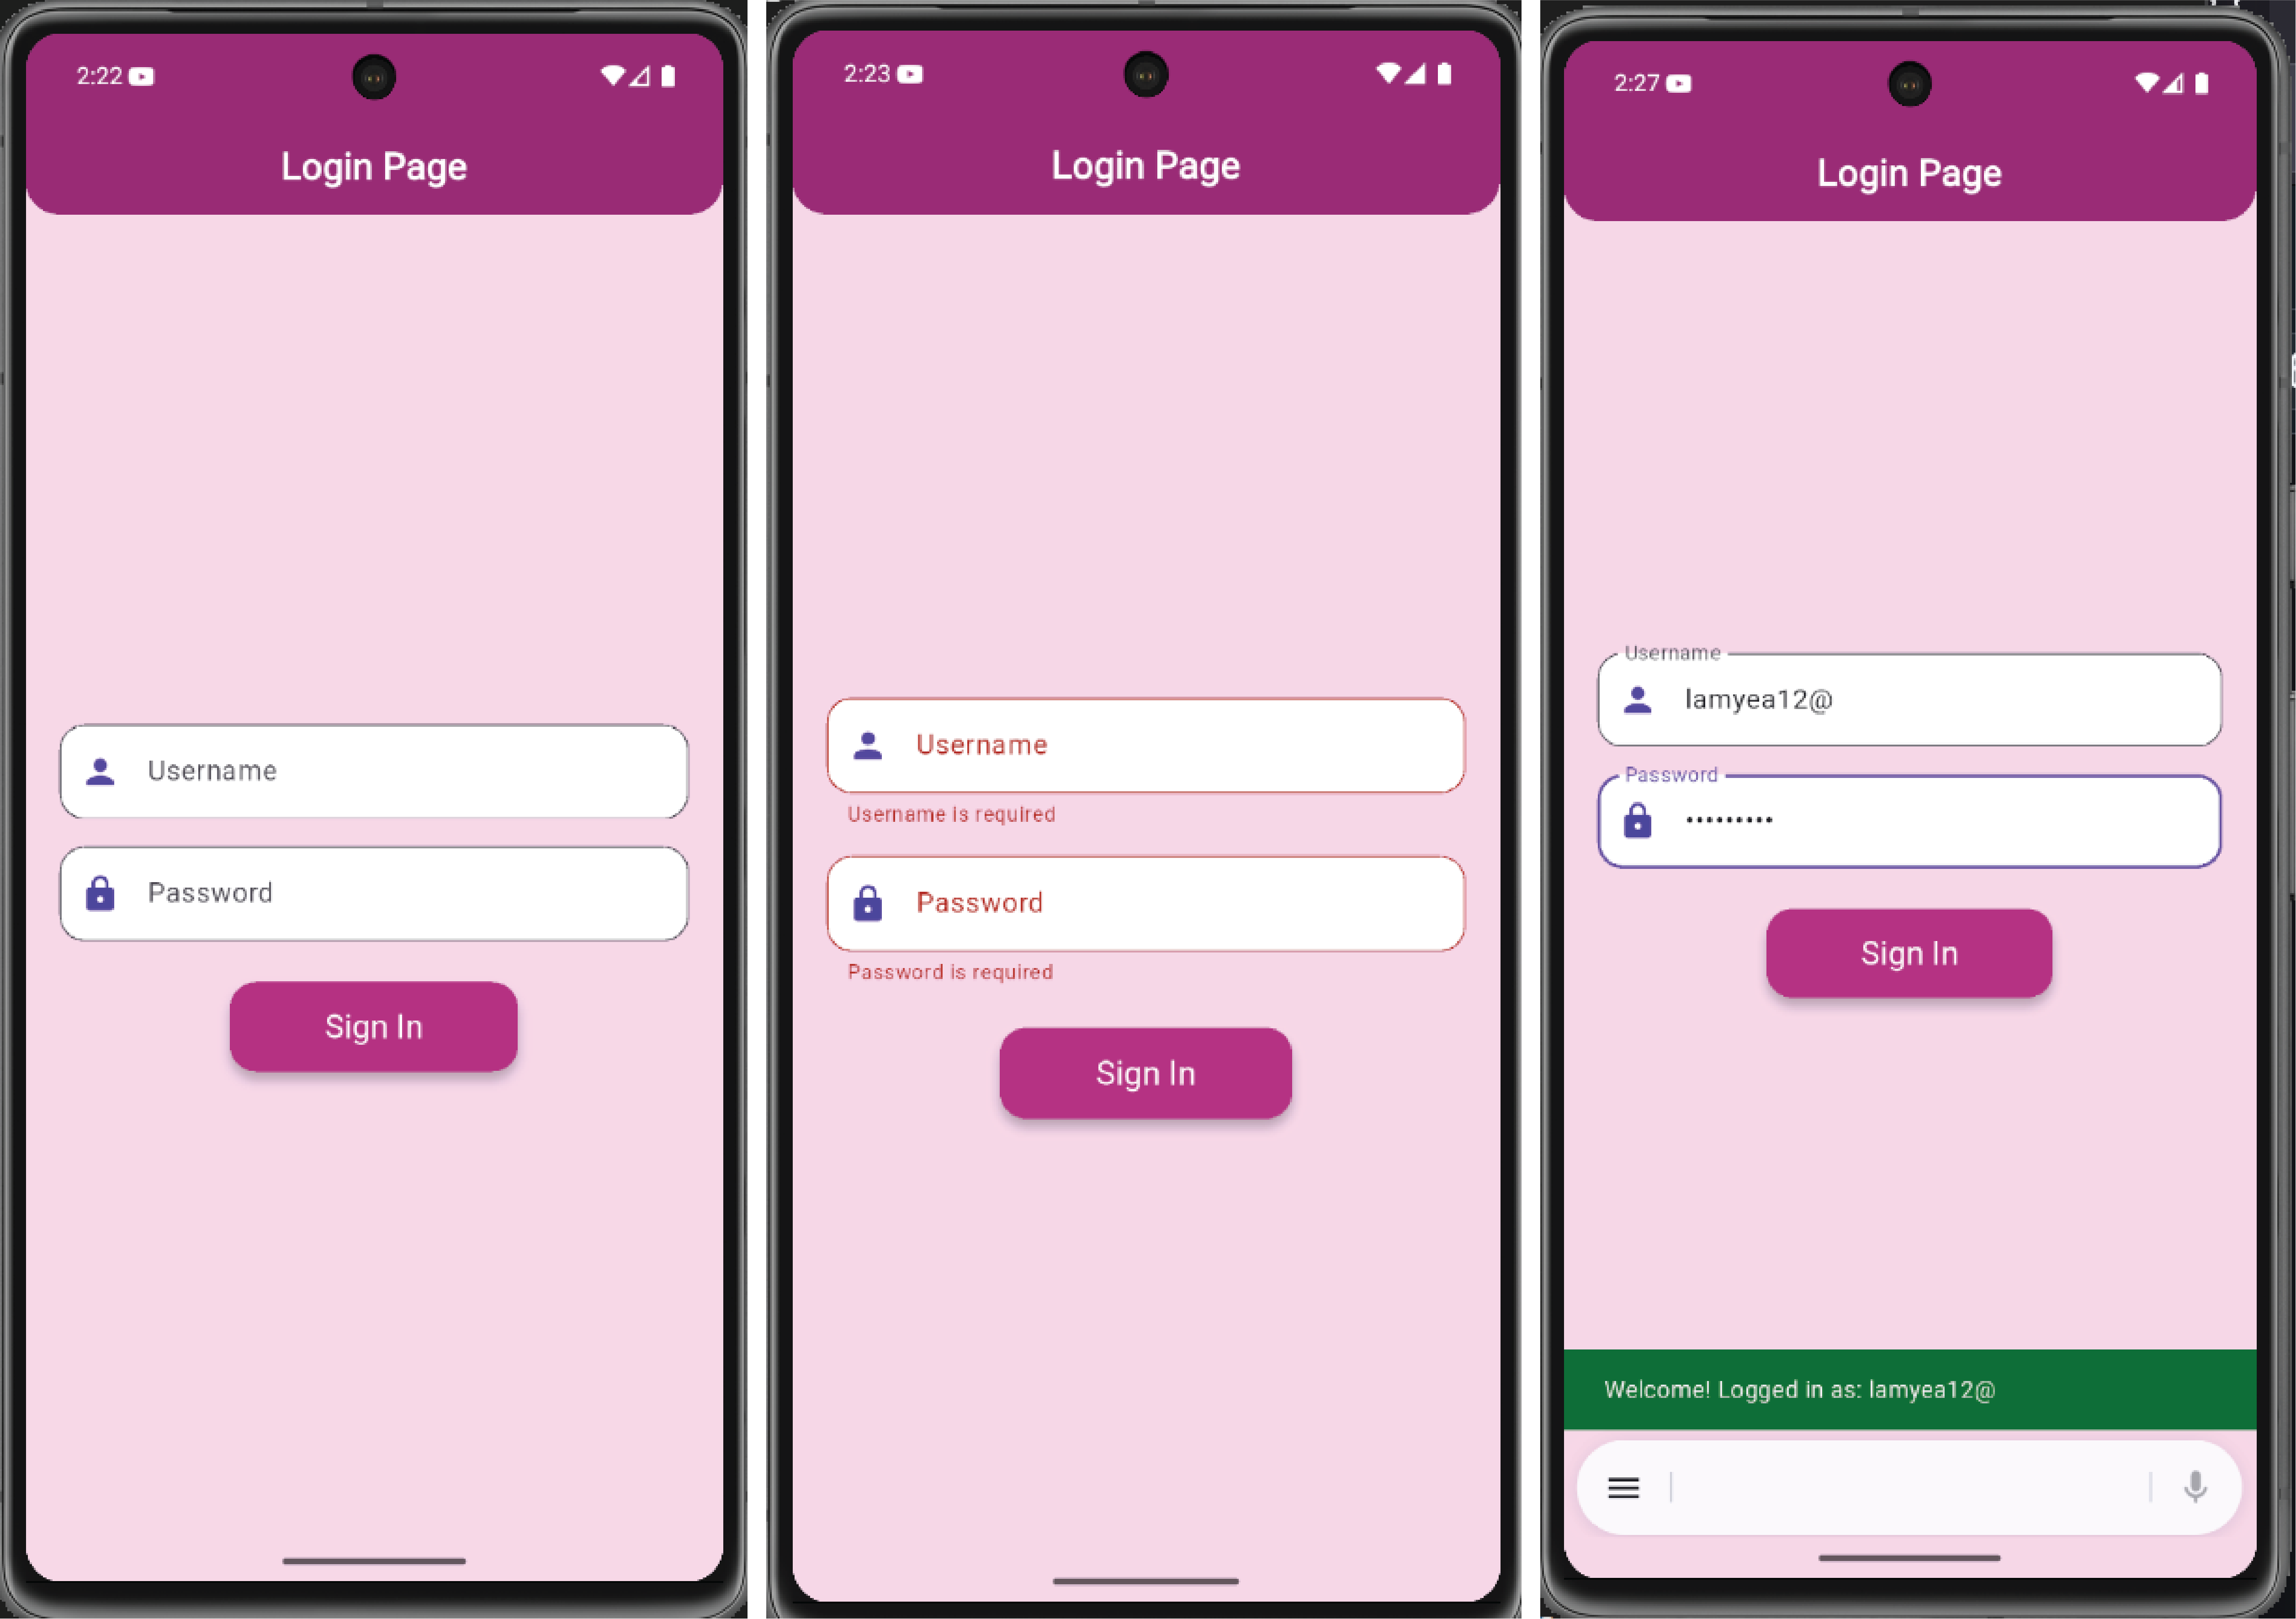 2:22
Login Page
Username
Password
Sign In
2:23
Login Page
Username
Username is required
Password
Password is required
Sign In
2:27
Login Page
Username
lamyea12@
Password
•••••••••
Sign In
Welcome! Logged in as: lamyea12@